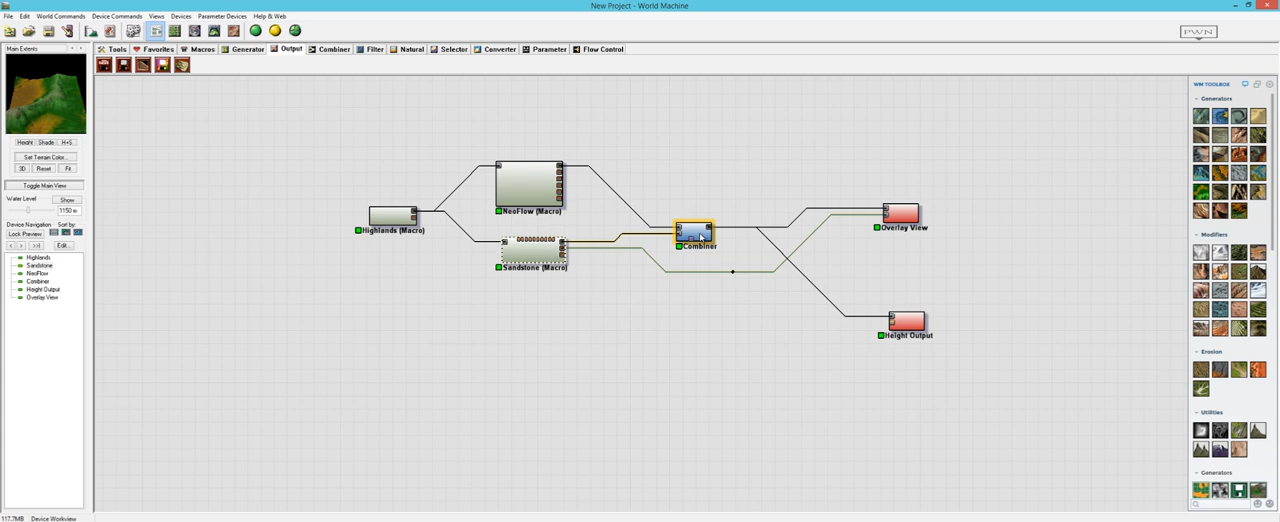 New Project - World Machine
File Edit World Commands Device Commands Views Devices Parameter Devices Help & Web
PWN
Main Extents
Tools Favorites Macros Generator Output Combiner Filter Natural Selector Converter Parameter Flow Control
WM TOOLBOX
Generators
Height Shade H+S
Set Terrain Color...
3D Reset Fit
Toggle Main View
Water Level Show
1150 m
Device Navigation Sort by:
Lock Preview
< > >>| Edit...
Highlands
Sandstone
NeoFlow
Combiner
Height Output
Overlay View
NeoFlow (Macro)
Highlands (Macro)
Sandstone (Macro)
Combiner
Overlay View
Height Output
Modifiers
Erosion
Utilities
Generators
117.7MB Device Workview